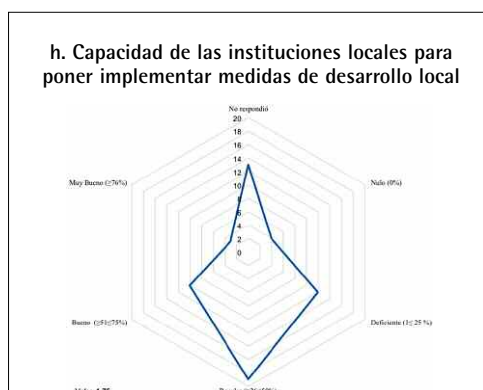 h. Capacidad de las instituciones locales para
poner implementar medidas de desarrollo local
No respondió
20
18
16
14
12
10
8
6
4
2
0
Muy Bueno (≥76%)
Nulo (0%)
Bueno (≥51≤75%)
Deficiente (1≤ 25 %)